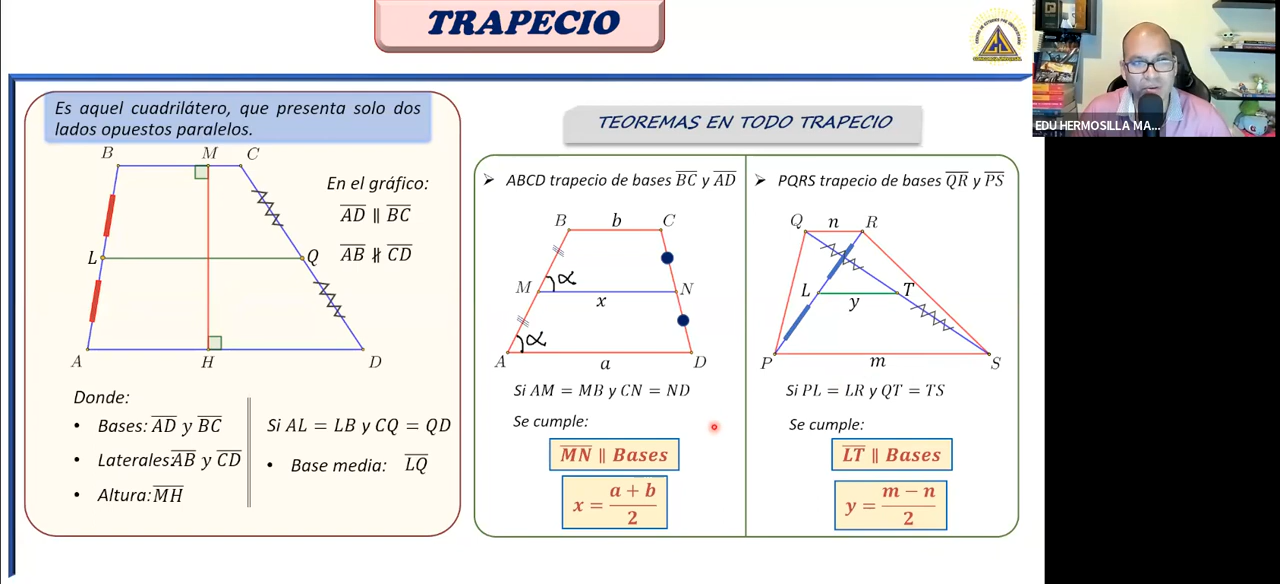 TRAPECIO
EDU HERMOSILLA MA...
Es aquel cuadrilátero, que presenta solo dos
lados opuestos paralelos.
B M C
L Q
A H D
En el gráfico:
AD ∥ BC
AB ∦ CD
Donde:
• Bases: AD y BC
• Laterales: AB y CD
• Altura: MH
Si AL = LB y CQ = QD
• Base media: LQ
TEOREMAS EN TODO TRAPECIO
➢ ABCD trapecio de bases BC y AD
B b C
M α N
x
α
A a D
Si AM = MB y CN = ND
Se cumple:
MN ∥ Bases
x = a + b
2
➢ PQRS trapecio de bases QR y PS
Q n R
L T
y
P m S
Si PL = LR y QT = TS
Se cumple:
LT ∥ Bases
y = m − n
2